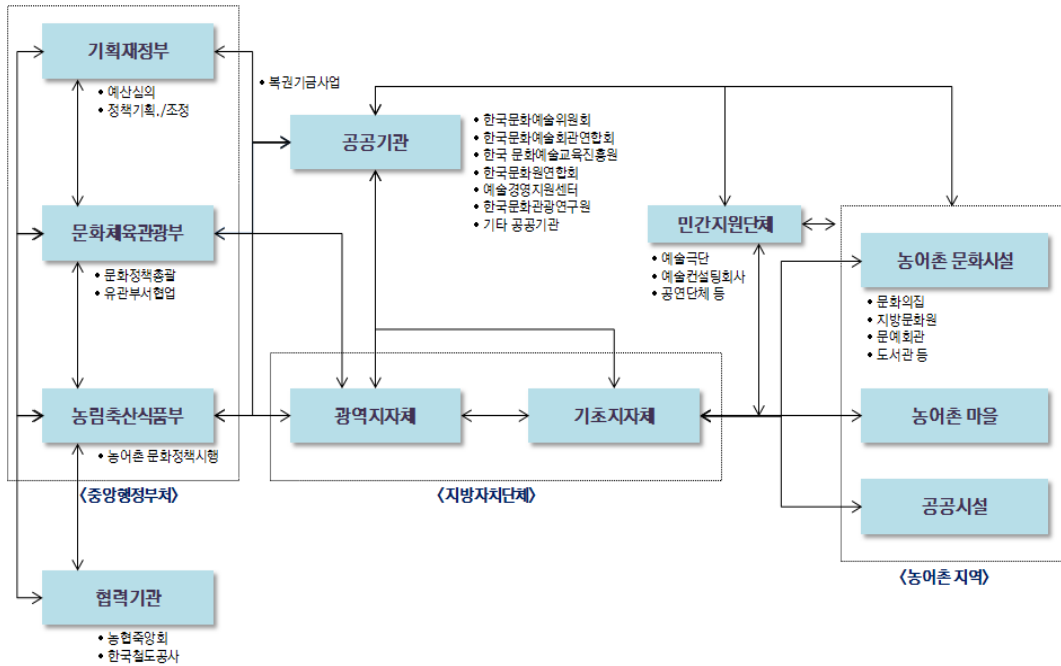 기획재정부
• 예산심의
• 정책기획./조정
• 복권기금사업
공공기관
• 한국문화예술위원회
• 한국문화예술회관연합회
• 한국 문화예술교육진흥원
• 한국문화원연합회
• 예술경영지원센터
• 한국문화관광연구원
• 기타 공공기관
문화체육관광부
• 문화정책총괄
• 유관부서협업
민간지원단체
• 예술극단
• 예술컨설팅회사
• 공연단체 등
농어촌 문화시설
• 문화의집
• 지방문화원
• 문예회관
• 도서관 등
농림축산식품부
• 농어촌 문화정책시행
광역지자체
기초지자체
농어촌 마을
<중앙행정부처>
<지방자치단체>
공공시설
<농어촌 지역>
협력기관
• 농협죽앙회
• 한국철도공사